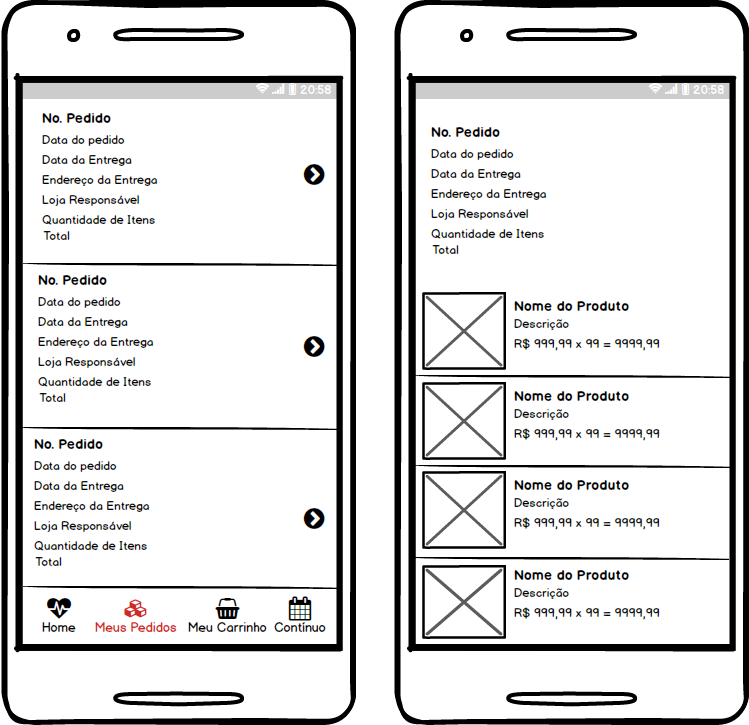 20:58
No. Pedido
Data do pedido
Data da Entrega
Endereço da Entrega
Loja Responsável
Quantidade de Itens
Total
No. Pedido
Data do pedido
Data da Entrega
Endereço da Entrega
Loja Responsável
Quantidade de Itens
Total
No. Pedido
Data do pedido
Data da Entrega
Endereço da Entrega
Loja Responsável
Quantidade de Itens
Total
Home Meus Pedidos Meu Carrinho Contínuo
20:58
No. Pedido
Data do pedido
Data da Entrega
Endereço da Entrega
Loja Responsável
Quantidade de Itens
Total
Nome do Produto
Descrição
R$ 999,99 x 99 = 9999,99
Nome do Produto
Descrição
R$ 999,99 x 99 = 9999,99
Nome do Produto
Descrição
R$ 999,99 x 99 = 9999,99
Nome do Produto
Descrição
R$ 999,99 x 99 = 9999,99